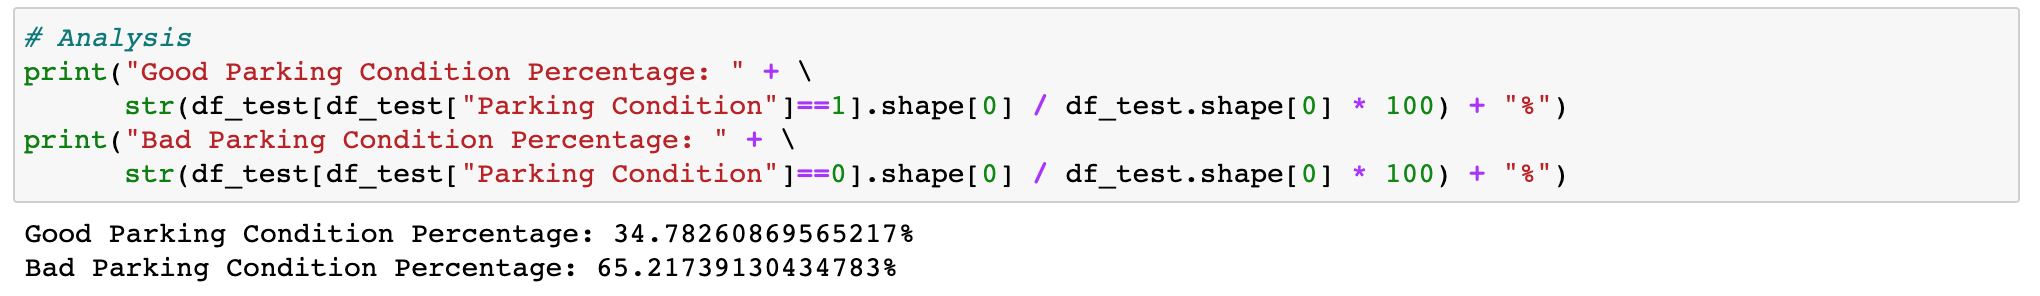 # Analysis
print("Good Parking Condition Percentage: " + \
      str(df_test[df_test["Parking Condition"]==1].shape[0] / df_test.shape[0] * 100) + "%")
print("Bad Parking Condition Percentage: " + \
      str(df_test[df_test["Parking Condition"]==0].shape[0] / df_test.shape[0] * 100) + "%")
Good Parking Condition Percentage: 34.78260869565217%
Bad Parking Condition Percentage: 65.21739130434783%